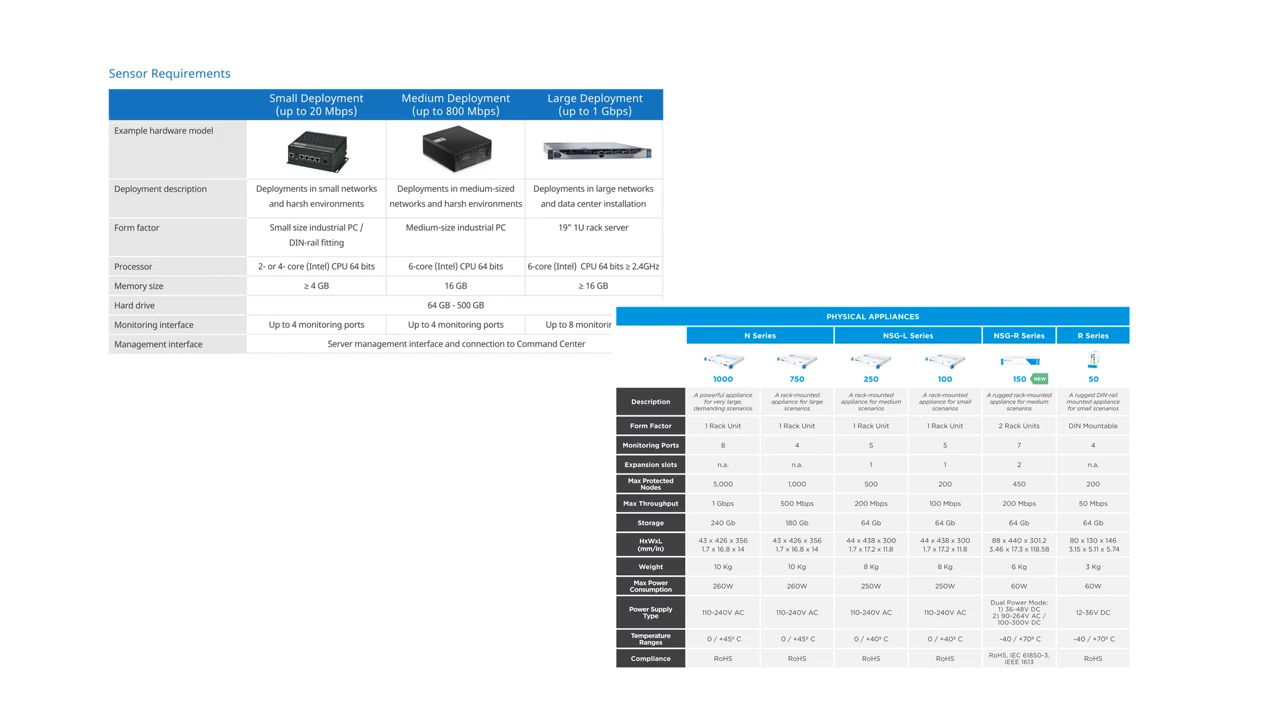 Sensor Requirements
Small Deployment (up to 20 Mbps) Medium Deployment (up to 800 Mbps) Large Deployment (up to 1 Gbps)
Example hardware model
Deployment description Deployments in small networks and harsh environments Deployments in medium-sized networks and harsh environments Deployments in large networks and data center installation
Form factor Small size industrial PC / DIN-rail fitting Medium-size industrial PC 19” 1U rack server
Processor 2- or 4- core (Intel) CPU 64 bits 6-core (Intel) CPU 64 bits 6-core (Intel) CPU 64 bits ≥ 2.4GHz
Memory size ≥ 4 GB 16 GB ≥ 16 GB
Hard drive 64 GB - 500 GB
Monitoring interface Up to 4 monitoring ports Up to 4 monitoring ports Up to 8 monitorin
Management interface Server management interface and connection to Command Center
PHYSICAL APPLIANCES
N Series NSG-L Series NSG-R Series R Series
1000 750 250 100 150 NEW 50
Description A powerful appliance for very large, demanding scenarios A rack-mounted appliance for large scenarios A rack-mounted appliance for medium scenarios A rack-mounted appliance for small scenarios A rugged rack-mounted appliance for medium scenarios A rugged DIN-rail mounted appliance for small scenarios
Form Factor 1 Rack Unit 1 Rack Unit 1 Rack Unit 1 Rack Unit 2 Rack Units DIN Mountable
Monitoring Ports 8 4 5 5 7 4
Expansion slots n.a. n.a. 1 1 2 n.a.
Max Protected Nodes 5,000 1,000 500 200 450 200
Max Throughput 1 Gbps 500 Mbps 200 Mbps 100 Mbps 200 Mbps 50 Mbps
Storage 240 Gb 180 Gb 64 Gb 64 Gb 64 Gb 64 Gb
HxWxL (mm/in) 43 x 426 x 356 1.7 x 16.8 x 14 43 x 426 x 356 1.7 x 16.8 x 14 44 x 438 x 300 1.7 x 17.2 x 11.8 44 x 438 x 300 1.7 x 17.2 x 11.8 88 x 440 x 301.2 3.46 x 17.3 x 118.58 80 x 130 x 146 3.15 x 5.11 x 5.74
Weight 10 Kg 10 Kg 8 Kg 8 Kg 6 Kg 3 Kg
Max Power Consumption 260W 260W 250W 250W 60W 60W
Power Supply Type 110-240V AC 110-240V AC 110-240V AC 110-240V AC Dual Power Mode: 1) 36-48V DC 2) 90-264V AC / 100-300V DC 12-36V DC
Temperature Ranges 0 / +45º C 0 / +45º C 0 / +40º C 0 / +40º C -40 / +70º C -40 / +70º C
Compliance RoHS RoHS RoHS RoHS RoHS, IEC 61850-3, IEEE 1613 RoHS